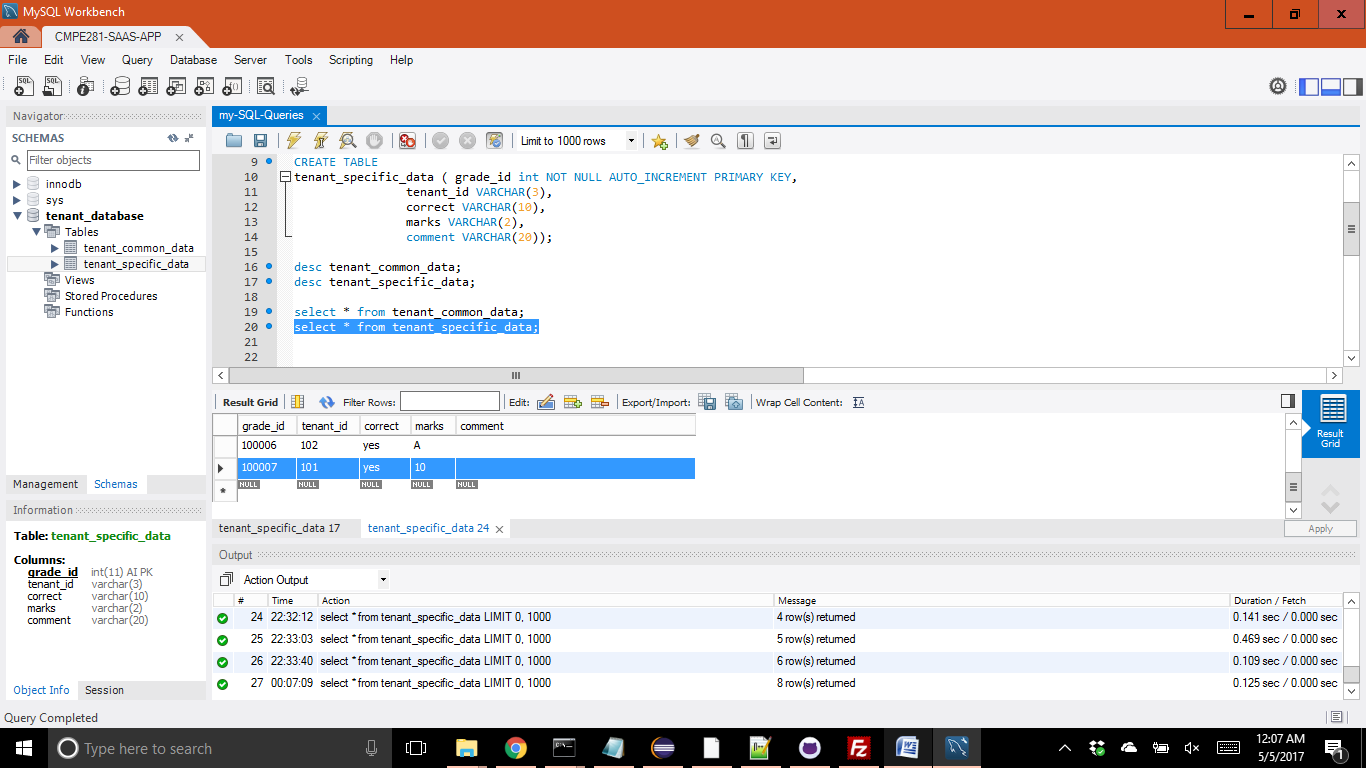 MySQL Workbench
CMPE281-SAAS-APP
File Edit View Query Database Server Tools Scripting Help
Navigator
SCHEMAS
Filter objects
innodb
sys
tenant_database
Tables
tenant_common_data
tenant_specific_data
Views
Stored Procedures
Functions
Management Schemas
Information
Table: tenant_specific_data
Columns:
grade_id int(11) AI PK
tenant_id varchar(3)
correct varchar(10)
marks varchar(2)
comment varchar(20)
Object Info Session
my-SQL-Queries
Limit to 1000 rows
9 CREATE TABLE
10 tenant_specific_data ( grade_id int NOT NULL AUTO_INCREMENT PRIMARY KEY,
11 tenant_id VARCHAR(3),
12 correct VARCHAR(10),
13 marks VARCHAR(2),
14 comment VARCHAR(20));
15
16 desc tenant_common_data;
17 desc tenant_specific_data;
18
19 select * from tenant_common_data;
20 select * from tenant_specific_data;
21
22
Result Grid Filter Rows: Edit: Export/Import: Wrap Cell Content:
grade_id tenant_id correct marks comment
100006 102 yes A
100007 101 yes 10
NULL NULL NULL NULL NULL
Result
Grid
tenant_specific_data 17 tenant_specific_data 24
Apply
Output
Action Output
# Time Action Message Duration / Fetch
24 22:32:12 select * from tenant_specific_data LIMIT 0, 1000 4 row(s) returned 0.141 sec / 0.000 sec
25 22:33:03 select * from tenant_specific_data LIMIT 0, 1000 5 row(s) returned 0.469 sec / 0.000 sec
26 22:33:40 select * from tenant_specific_data LIMIT 0, 1000 6 row(s) returned 0.109 sec / 0.000 sec
27 00:07:09 select * from tenant_specific_data LIMIT 0, 1000 8 row(s) returned 0.125 sec / 0.000 sec
Query Completed
Type here to search
12:07 AM
5/5/2017